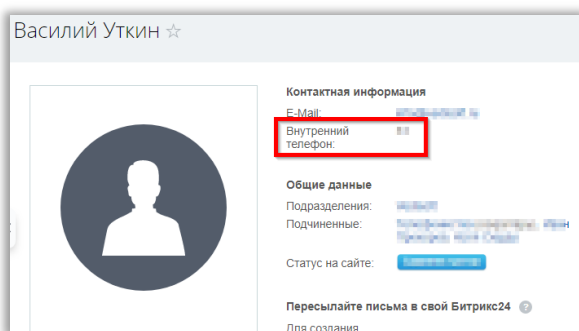 Василий Уткин
Контактная информация
E-Mail:
Внутренний
телефон:
Общие данные
Подразделения:
Подчиненные:
Статус на сайте:
Пересылайте письма в свой Битрикс24 ?
Для создания